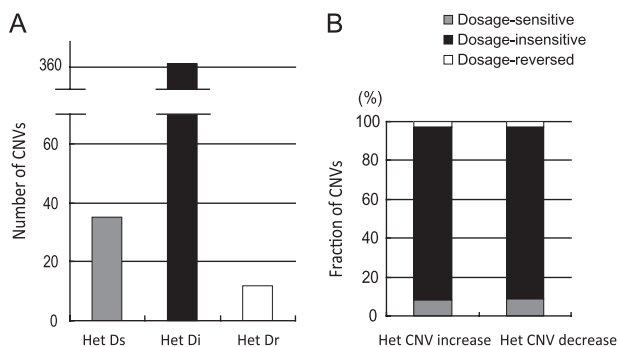 A
Number of CNVs
360
60
40
20
0
Het Ds
Het Di
Het Dr
B
Dosage-sensitive
Dosage-insensitive
Dosage-reversed
(%)
Fraction of CNVs
100
80
60
40
20
0
Het CNV increase
Het CNV decrease